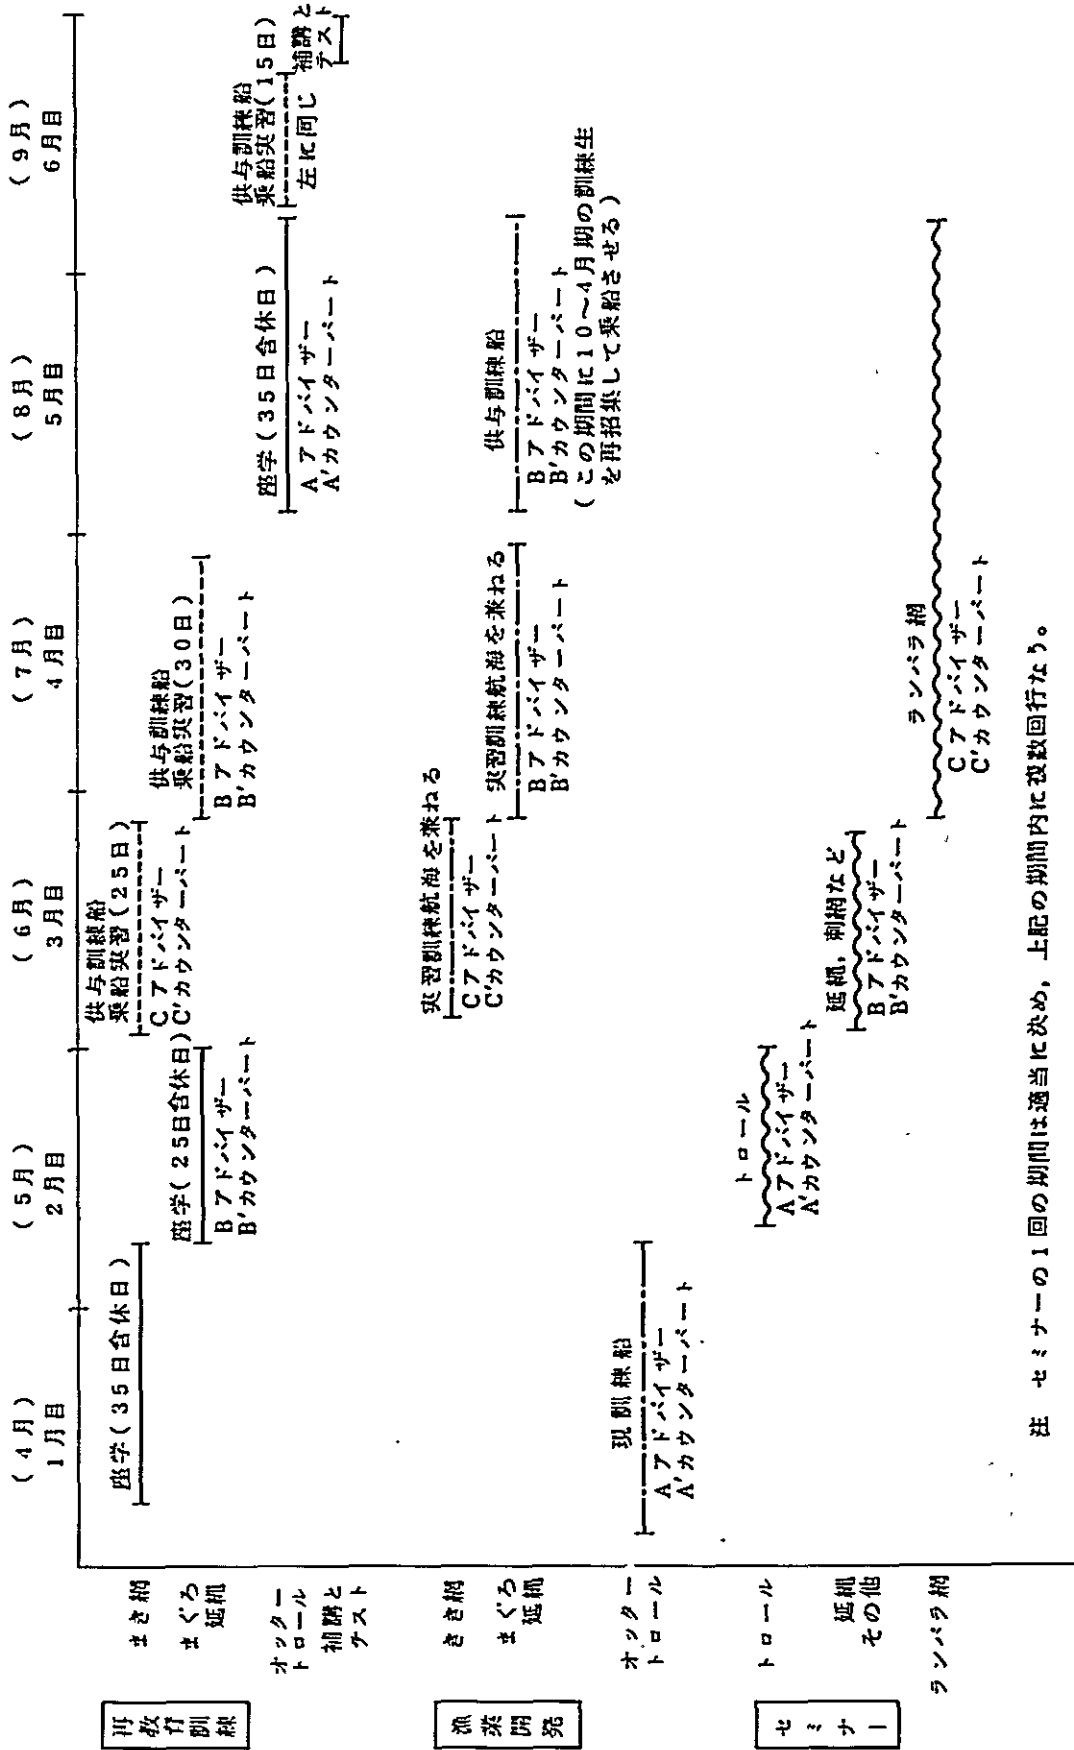 (4月)
1月目
(5月)
2月目
(6月)
3月目
(7月)
4月目
(8月)
5月目
(9月)
6月目
再教育訓練
まき網
座学(35日含休日)
供与訓練船
乗船実習(25日)
Cアドバイザー
C'カウンターパート
まぐろ
延縄
座学(25日含休日)
Bアドバイザー
B'カウンターパート
供与訓練船
乗船実習(30日)
Bアドバイザー
B'カウンターパート
オッター
トロール
座学(35日含休日)
Aアドバイザー
A'カウンターパート
供与訓練船
乗船実習(15日)
左に同じ
補講と
テスト
補講と
テスト
漁業開発
まき網
実習訓練航海を兼ねる
Cアドバイザー
C'カウンターパート
まぐろ
延縄
実習訓練航海を兼ねる
Bアドバイザー
B'カウンターパート
供与訓練船
Bアドバイザー
B'カウンターパート
(この期間に10~4月期の訓練生
を再招集して乗船させる)
オッター
トロール
現訓練船
Aアドバイザー
A'カウンターパート
セミナー
トロール
トロール
Aアドバイザー
A'カウンターパート
延縄
その他
延縄,刺網など
Bアドバイザー
B'カウンターパート
ランパラ網
ランパラ網
Cアドバイザー
C'カウンターパート
注 セミナーの1回の期間は適当に決め,上記の期間内に複数回行なう。